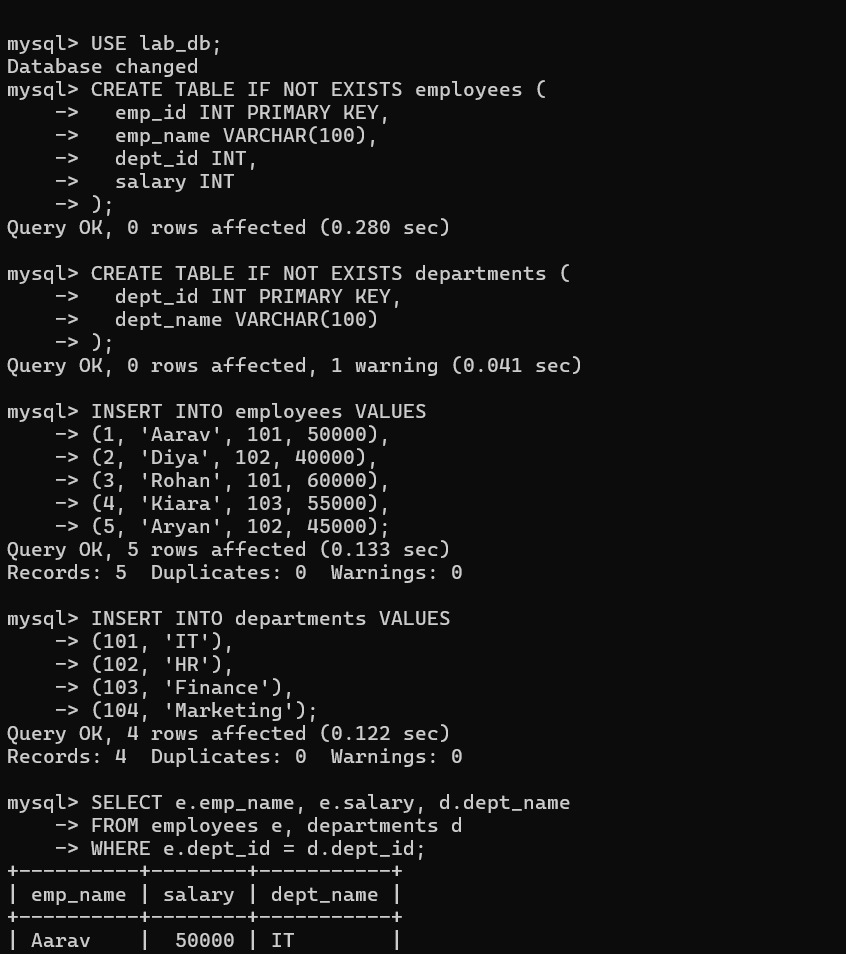 mysql> USE lab_db;
Database changed
mysql> CREATE TABLE IF NOT EXISTS employees (
    ->   emp_id INT PRIMARY KEY,
    ->   emp_name VARCHAR(100),
    ->   dept_id INT,
    ->   salary INT
    -> );
Query OK, 0 rows affected (0.280 sec)

mysql> CREATE TABLE IF NOT EXISTS departments (
    ->   dept_id INT PRIMARY KEY,
    ->   dept_name VARCHAR(100)
    -> );
Query OK, 0 rows affected, 1 warning (0.041 sec)

mysql> INSERT INTO employees VALUES
    -> (1, 'Aarav', 101, 50000),
    -> (2, 'Diya', 102, 40000),
    -> (3, 'Rohan', 101, 60000),
    -> (4, 'Kiara', 103, 55000),
    -> (5, 'Aryan', 102, 45000);
Query OK, 5 rows affected (0.133 sec)
Records: 5  Duplicates: 0  Warnings: 0

mysql> INSERT INTO departments VALUES
    -> (101, 'IT'),
    -> (102, 'HR'),
    -> (103, 'Finance'),
    -> (104, 'Marketing');
Query OK, 4 rows affected (0.122 sec)
Records: 4  Duplicates: 0  Warnings: 0

mysql> SELECT e.emp_name, e.salary, d.dept_name
    -> FROM employees e, departments d
    -> WHERE e.dept_id = d.dept_id;
+----------+--------+-----------+
| emp_name | salary | dept_name |
+----------+--------+-----------+
| Aarav    |  50000 | IT        |